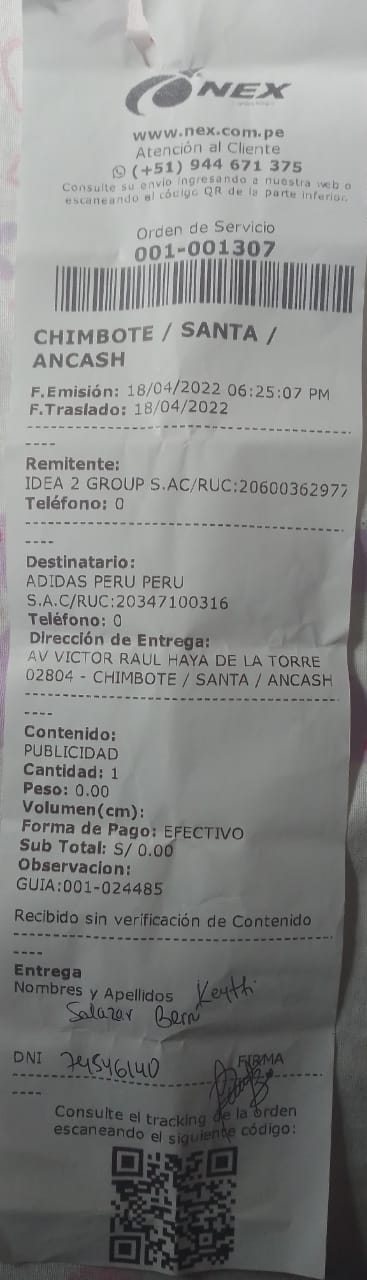 NEX
www.nex.com.pe
Atención al Cliente
(+51) 944 671 375
Consulte su envio ingresando a nuestra web o
escaneando el código QR de la parte inferior.
Orden de Servicio
001-001307
CHIMBOTE / SANTA /
ANCASH
F.Emisión: 18/04/2022 06:25:07 PM
F.Traslado: 18/04/2022
----
Remitente:
IDEA 2 GROUP S.AC/RUC:20600362977
Teléfono: 0
----
Destinatario:
ADIDAS PERU PERU
S.A.C/RUC:20347100316
Teléfono: 0
Dirección de Entrega:
AV VICTOR RAUL HAYA DE LA TORRE
02804 - CHIMBOTE / SANTA / ANCASH
----
Contenido:
PUBLICIDAD
Cantidad: 1
Peso: 0.00
Volumen(cm):
Forma de Pago: EFECTIVO
Sub Total: S/ 0.00
Observacion:
GUIA:001-024485
Recibido sin verificación de Contenido
----
Entrega
Nombres y Apellidos Keythi
Salazar
DNI 74546140 FIRMA
----
Consulte el tracking de la orden
escaneando el siguiente código: